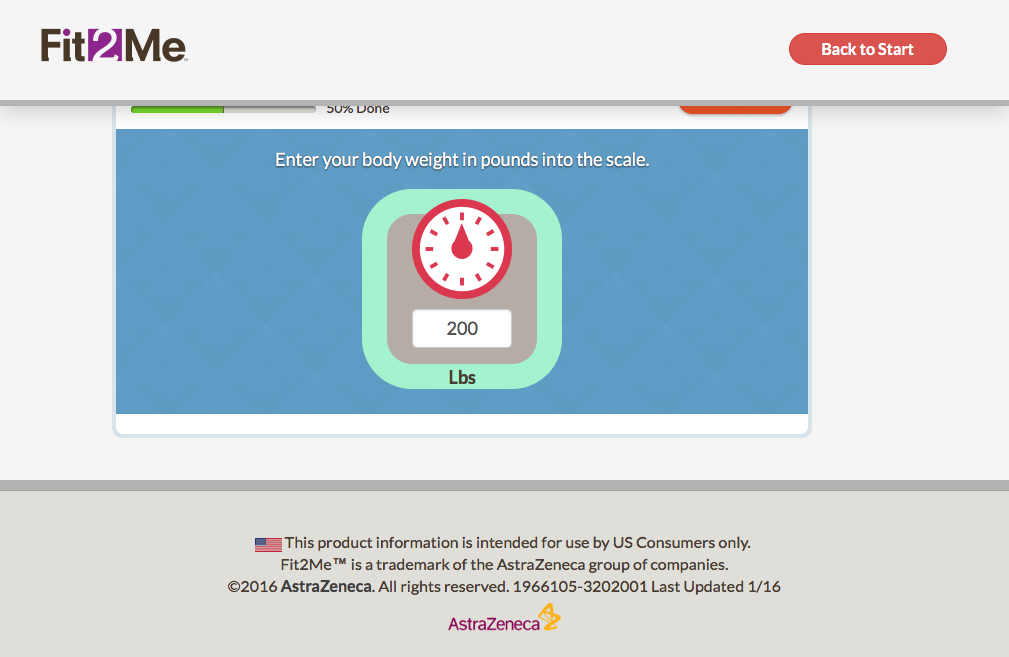 Fit2Me™
Back to Start
50% Done
Enter your body weight in pounds into the scale.
200
Lbs
This product information is intended for use by US Consumers only.
Fit2Me™ is a trademark of the AstraZeneca group of companies.
©2016 AstraZeneca. All rights reserved. 1966105-3202001 Last Updated 1/16
AstraZeneca